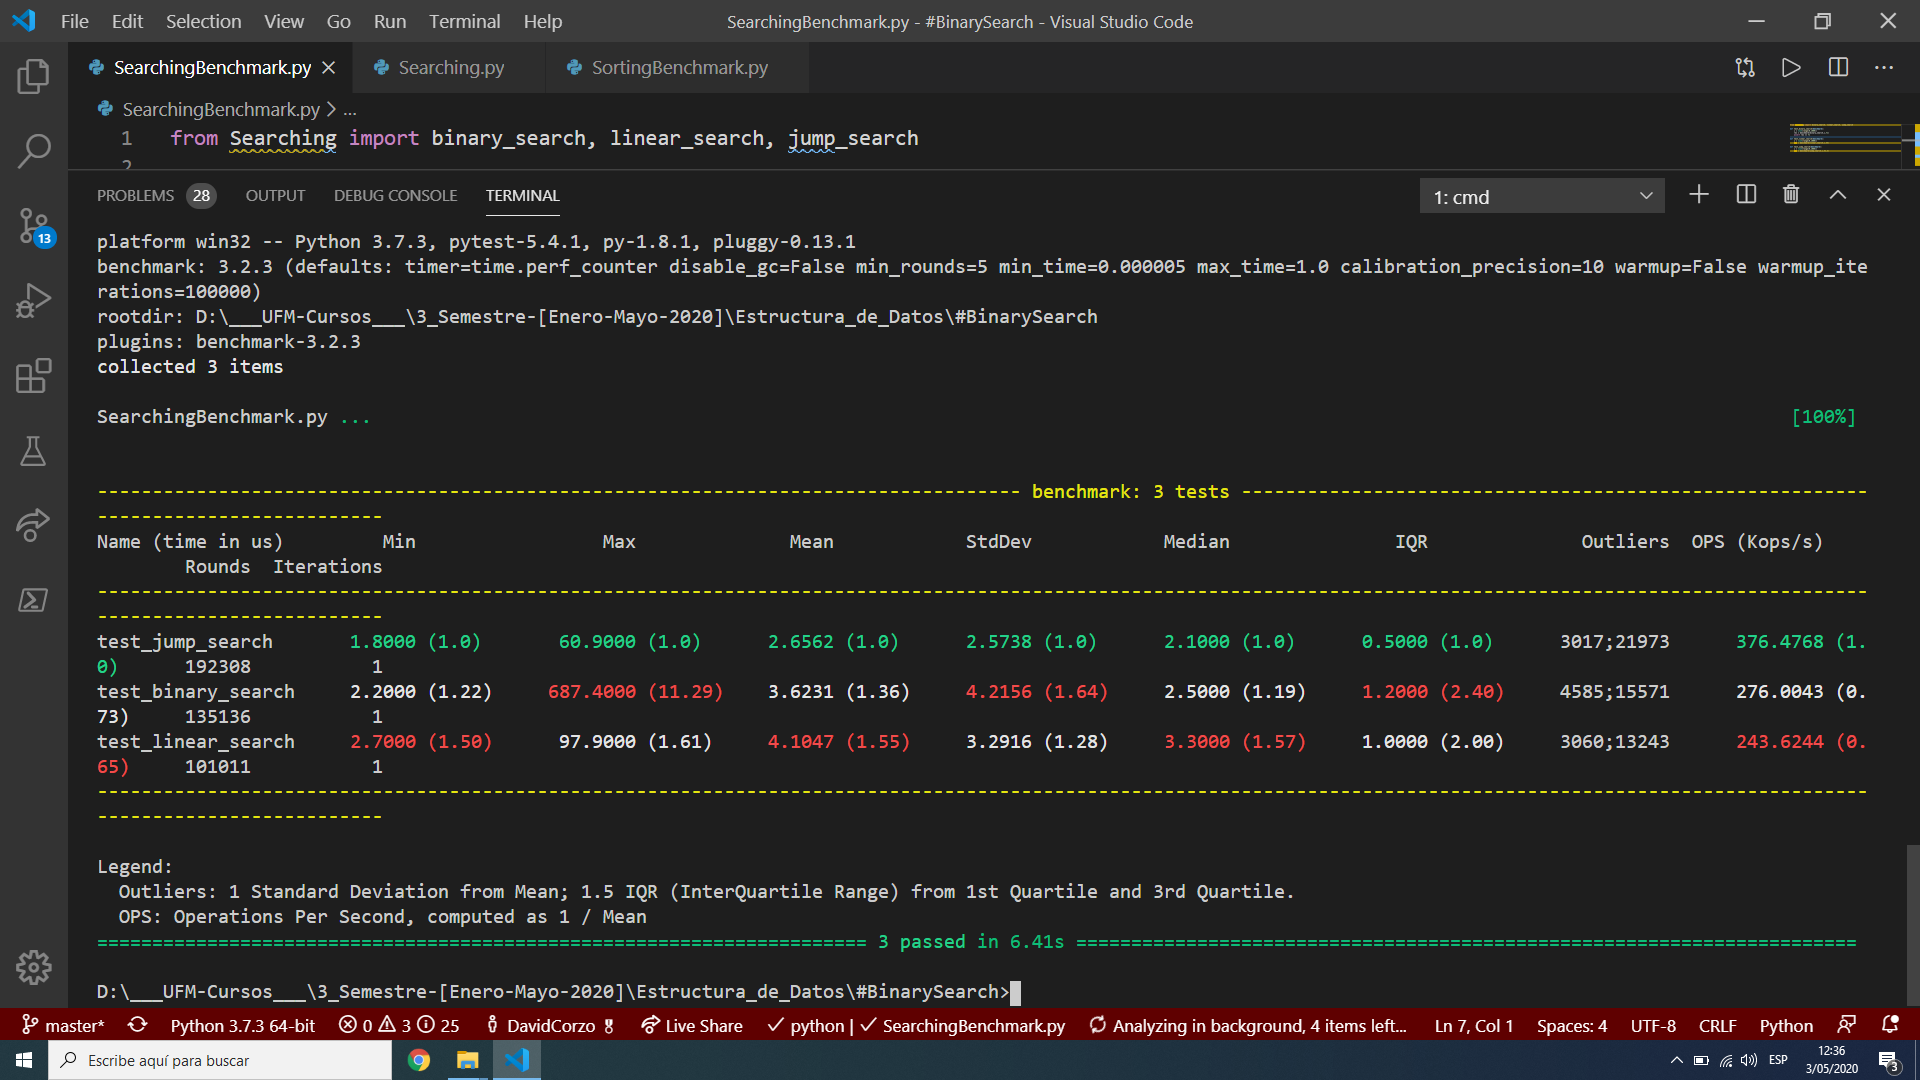 File Edit Selection View Go Run Terminal Help
SearchingBenchmark.py - #BinarySearch - Visual Studio Code
SearchingBenchmark.py
Searching.py
SortingBenchmark.py
SearchingBenchmark.py > ...
1 from Searching import binary_search, linear_search, jump_search
2
PROBLEMS 28 OUTPUT DEBUG CONSOLE TERMINAL
1: cmd
13
platform win32 -- Python 3.7.3, pytest-5.4.1, py-1.8.1, pluggy-0.13.1
benchmark: 3.2.3 (defaults: timer=time.perf_counter disable_gc=False min_rounds=5 min_time=0.000005 max_time=1.0 calibration_precision=10 warmup=False warmup_ite
rations=100000)
rootdir: D:\___UFM-Cursos___\3_Semestre-[Enero-Mayo-2020]\Estructura_de_Datos\#BinarySearch
plugins: benchmark-3.2.3
collected 3 items
SearchingBenchmark.py ... [100%]
------------------------------------------------------------------------------------ benchmark: 3 tests ---------------------------------------------------------
--------------------------
Name (time in us) Min Max Mean StdDev Median IQR Outliers OPS (Kops/s)
Rounds Iterations
-----------------------------------------------------------------------------------------------------------------------------------------------------------------
--------------------------
test_jump_search 1.8000 (1.0) 60.9000 (1.0) 2.6562 (1.0) 2.5738 (1.0) 2.1000 (1.0) 0.5000 (1.0) 3017;21973 376.4768 (1.
0) 192308 1
test_binary_search 2.2000 (1.22) 687.4000 (11.29) 3.6231 (1.36) 4.2156 (1.64) 2.5000 (1.19) 1.2000 (2.40) 4585;15571 276.0043 (0.
73) 135136 1
test_linear_search 2.7000 (1.50) 97.9000 (1.61) 4.1047 (1.55) 3.2916 (1.28) 3.3000 (1.57) 1.0000 (2.00) 3060;13243 243.6244 (0.
65) 101011 1
-----------------------------------------------------------------------------------------------------------------------------------------------------------------
--------------------------
Legend:
Outliers: 1 Standard Deviation from Mean; 1.5 IQR (InterQuartile Range) from 1st Quartile and 3rd Quartile.
OPS: Operations Per Second, computed as 1 / Mean
====================================================================== 3 passed in 6.41s =======================================================================
D:\___UFM-Cursos___\3_Semestre-[Enero-Mayo-2020]\Estructura_de_Datos\#BinarySearch>
master* Python 3.7.3 64-bit 0 3 25 DavidCorzo Live Share python | SearchingBenchmark.py Analyzing in background, 4 items left... Ln 7, Col 1 Spaces: 4 UTF-8 CRLF Python
Escribe aquí para buscar
ESP
12:36
3/05/2020
3